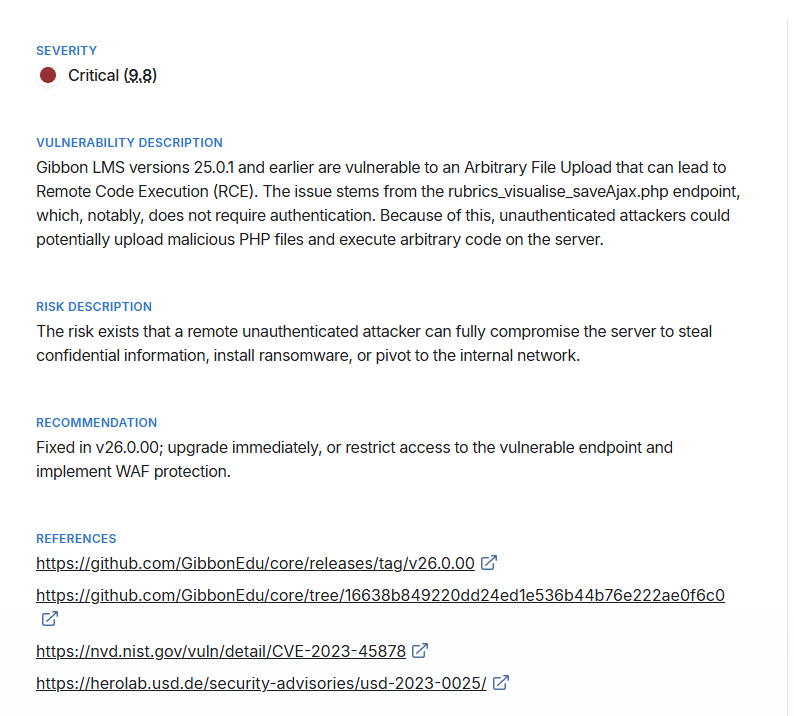 SEVERITY
Critical (9.8)
VULNERABILITY DESCRIPTION
Gibbon LMS versions 25.0.1 and earlier are vulnerable to an Arbitrary File Upload that can lead to
Remote Code Execution (RCE). The issue stems from the rubrics_visualise_saveAjax.php endpoint,
which, notably, does not require authentication. Because of this, unauthenticated attackers could
potentially upload malicious PHP files and execute arbitrary code on the server.
RISK DESCRIPTION
The risk exists that a remote unauthenticated attacker can fully compromise the server to steal
confidential information, install ransomware, or pivot to the internal network.
RECOMMENDATION
Fixed in v26.0.00; upgrade immediately, or restrict access to the vulnerable endpoint and
implement WAF protection.
REFERENCES
https://github.com/GibbonEdu/core/releases/tag/v26.0.00
https://github.com/GibbonEdu/core/tree/16638b849220dd24ed1e536b44b76e222ae0f6c0
https://nvd.nist.gov/vuln/detail/CVE-2023-45878
https://herolab.usd.de/security-advisories/usd-2023-0025/